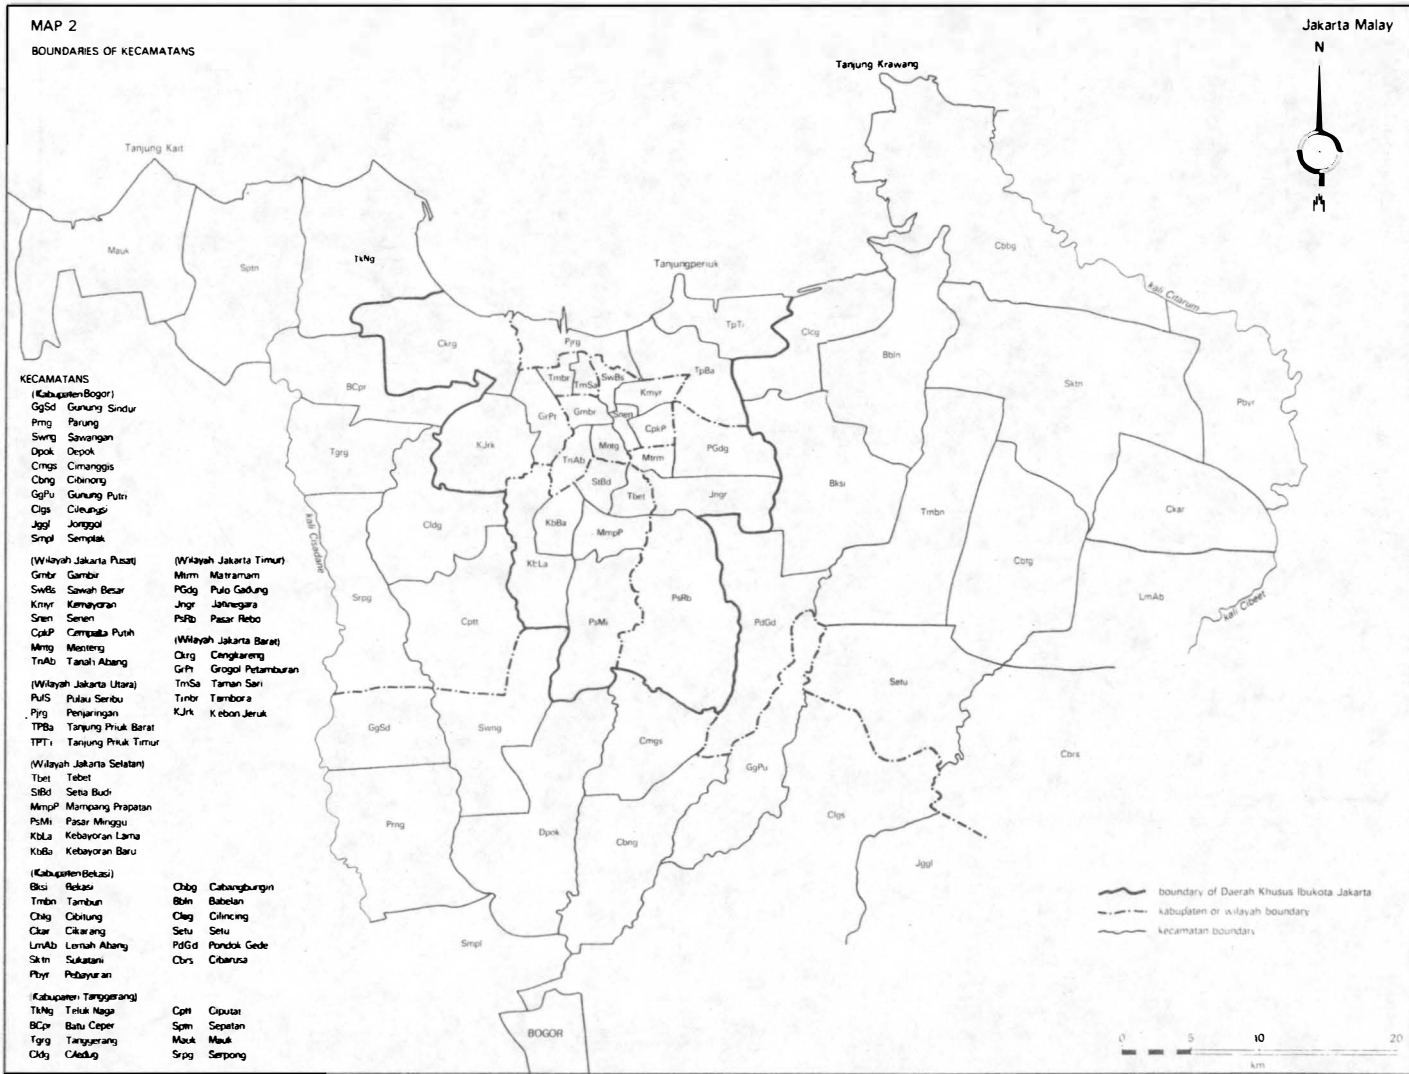 MAP 2
Jakarta Malay
BOUNDARIES OF KECAMATANS
N
Tanjung Krawang
Tanjung Kait
Mauk
Sptn
TkNg
Tanjungperiuk
Cbbg
kali Citarum
TpTi
Clcg
Pjrg
Ckrg
Bbln
BCpr
Tmbr
TmSa
SwBs
TpBa
Kmyr
Sktn
Pbyr
GrPt
Gmbr
Snen
CpkP
KJrk
Mntg
PGdg
Tgrg
TnAb
Mtrm
StBd
Tbet
Jngr
Bksi
Tmbn
Ckar
kali Cisadane
Cldg
KbBa
MmpP
KbLa
Cbtg
Srpg
PsRb
LmAb
kali Cibeet
Cptt
PsMi
PdGd
Setu
GgSd
Swng
Cmgs
Cbrs
GgPu
Prng
Dpok
Cbng
Clgs
Jggl
Smpl
BOGOR
KECAMATANS
(Kabupaten Bogor)
GgSd Gunung Sindur
Prng Parung
Swng Sawangan
Dpok Depok
Cmgs Cimanggis
Cbng Cibinong
GgPu Gunung Putri
Clgs Cileungsi
Jggl Jonggol
Smpl Semplak
(Wilayah Jakarta Pusat)
Gmbr Gambir
SwBs Sawah Besar
Kmyr Kemayoran
Snen Senen
CpkP Cempaka Putih
Mntg Menteng
TnAb Tanah Abang
(Wilayah Jakarta Utara)
PulS Pulau Seribu
Pjrg Penjaringan
TPBa Tanjung Priuk Barat
TPTi Tanjung Priuk Timur
(Wilayah Jakarta Selatan)
Tbet Tebet
StBd Setia Budi
MmpP Mampang Prapatan
PsMi Pasar Minggu
KbLa Kebayoran Lama
KbBa Kebayoran Baru
(Wilayah Jakarta Timur)
Mtrm Matramam
PGdg Pulo Gadung
Jngr Jatinegara
PsRb Pasar Rebo
(Wilayah Jakarta Barat)
Ckrg Cengkareng
GrPt Grogol Petamburan
TmSa Taman Sari
Tmbr Tambora
KJrk Kebon Jeruk
(Kabupaten Bekasi)
Bksi Bekasi
Tmbn Tambun
Cbtg Cibitung
Ckar Cikarang
LmAb Lemah Abang
Sktn Sukatani
Pbyr Pebayuran
Cbbg Cabangbungin
Bbln Babelan
Clcg Cilincing
Setu Setu
PdGd Pondok Gede
Cbrs Cibarusa
(Kabupaten Tanggerang)
TkNg Teluk Naga
BCpr Batu Ceper
Tgrg Tanggerang
Cldg Ciledug
Cptt Ciputat
Sptn Sepatan
Mauk Mauk
Srpg Serpong
boundary of Daerah Khusus Ibukota Jakarta
kabupaten or wilayah boundary
kecamatan boundary
0 5 10 20
km